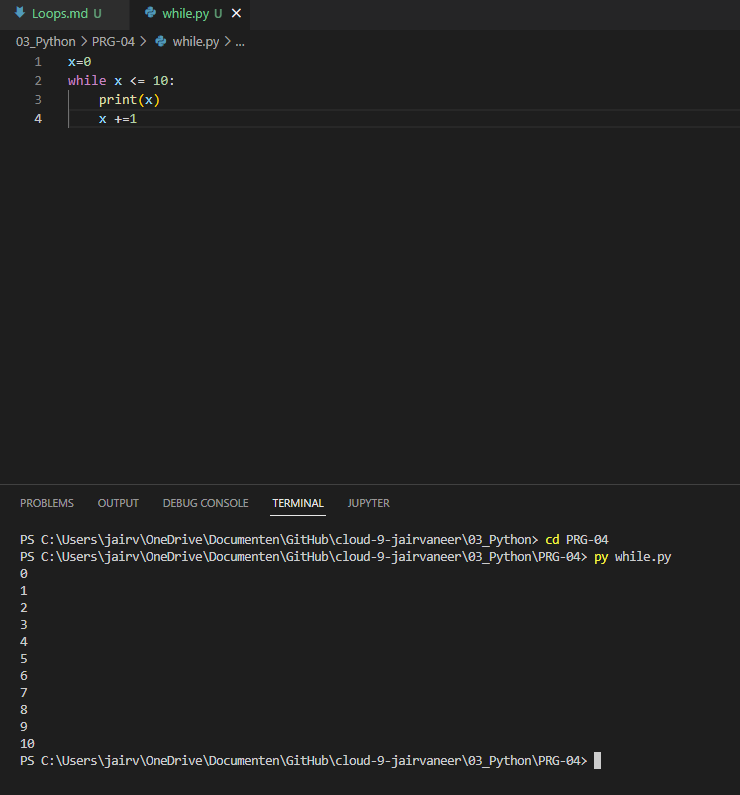 Loops.md U while.py U
03_Python > PRG-04 > while.py > ...
1 x=0
2 while x <= 10:
3     print(x)
4     x +=1
PROBLEMS OUTPUT DEBUG CONSOLE TERMINAL JUPYTER
PS C:\Users\jairv\OneDrive\Documenten\GitHub\cloud-9-jairvaneer\03_Python> cd PRG-04
PS C:\Users\jairv\OneDrive\Documenten\GitHub\cloud-9-jairvaneer\03_Python\PRG-04> py while.py
0
1
2
3
4
5
6
7
8
9
10
PS C:\Users\jairv\OneDrive\Documenten\GitHub\cloud-9-jairvaneer\03_Python\PRG-04>